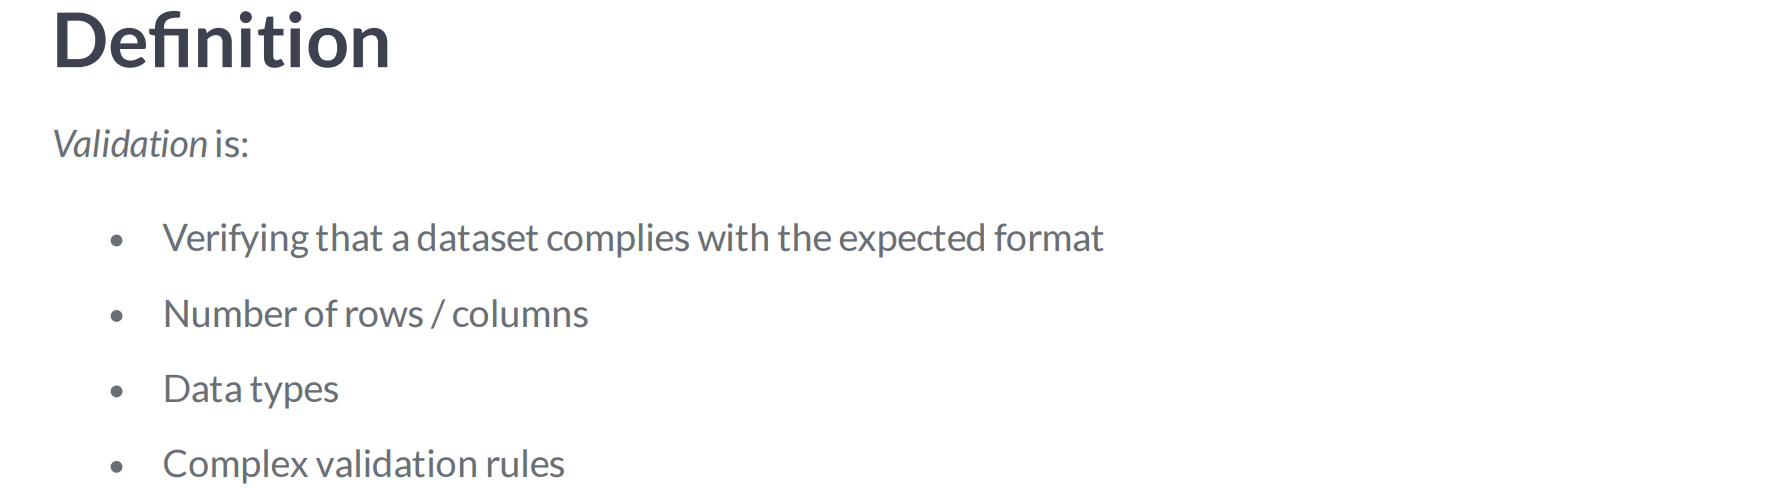 Definition
Validation is:
• Verifying that a dataset complies with the expected format
• Number of rows / columns
• Data types
• Complex validation rules